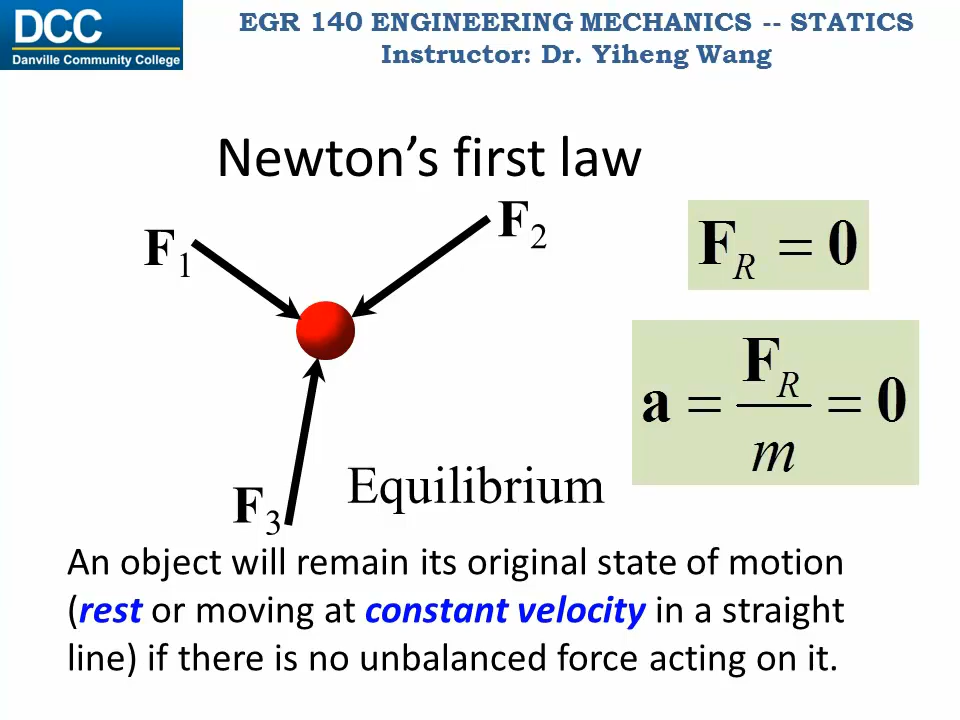 DCC
Danville Community College
EGR 140 ENGINEERING MECHANICS -- STATICS
Instructor: Dr. Yiheng Wang
Newton’s first law
F1
F2
F3
FR = 0
a = FR / m = 0
Equilibrium
An object will remain its original state of motion
(rest or moving at constant velocity in a straight
line) if there is no unbalanced force acting on it.